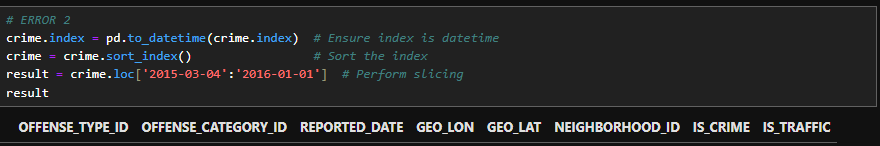 # ERROR 2
crime.index = pd.to_datetime(crime.index)  # Ensure index is datetime
crime = crime.sort_index()                 # Sort the index
result = crime.loc['2015-03-04':'2016-01-01']  # Perform slicing
result
OFFENSE_TYPE_ID OFFENSE_CATEGORY_ID REPORTED_DATE GEO_LON GEO_LAT NEIGHBORHOOD_ID IS_CRIME IS_TRAFFIC